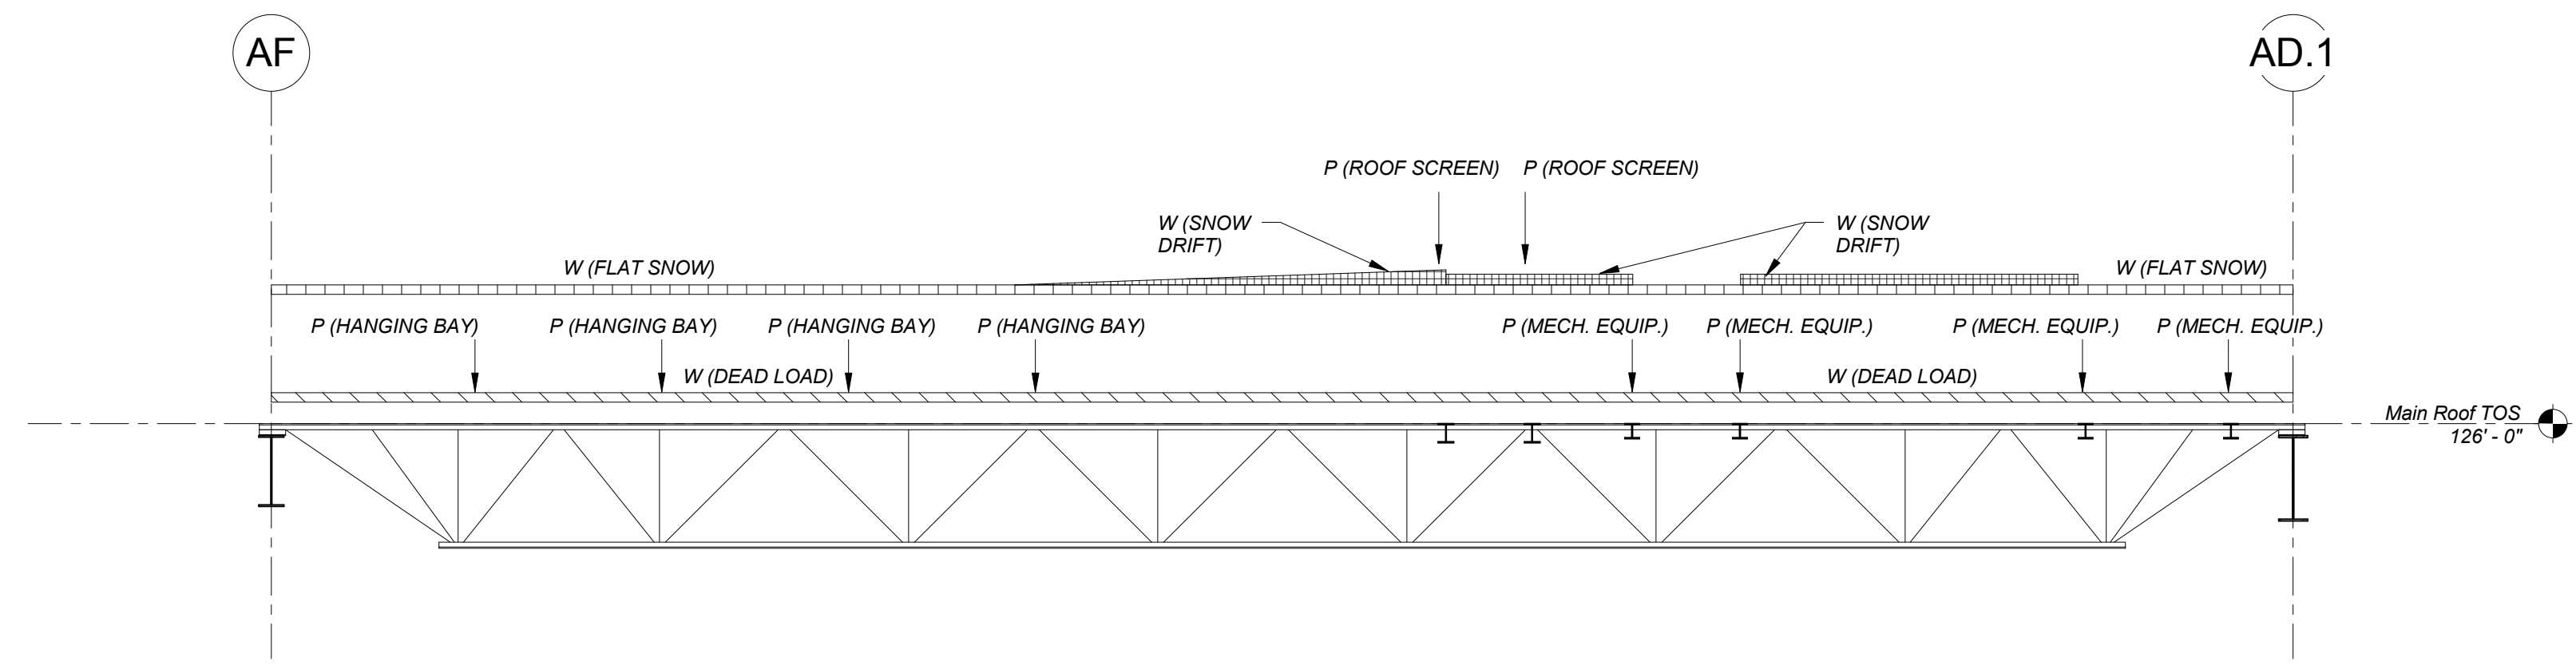 AF
AD.1
P (ROOF SCREEN)
P (ROOF SCREEN)
W (SNOW
DRIFT)
W (SNOW
DRIFT)
W (FLAT SNOW)
W (FLAT SNOW)
P (HANGING BAY)
P (HANGING BAY)
P (HANGING BAY)
P (HANGING BAY)
P (MECH. EQUIP.)
P (MECH. EQUIP.)
P (MECH. EQUIP.)
P (MECH. EQUIP.)
W (DEAD LOAD)
W (DEAD LOAD)
Main Roof TOS
126' - 0"